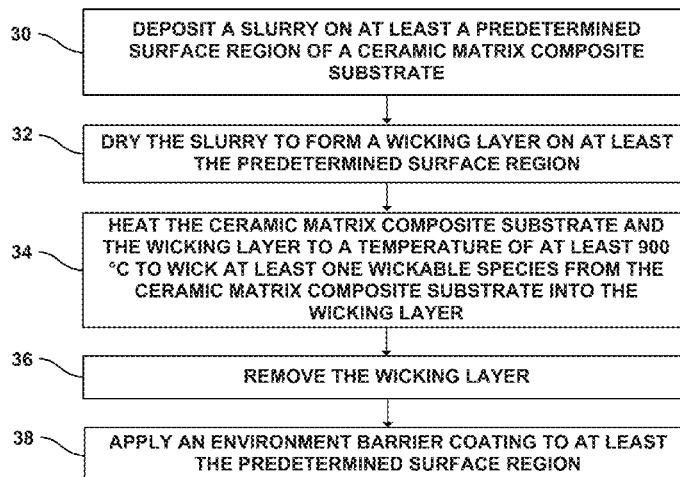 30
DEPOSIT A SLURRY ON AT LEAST A PREDETERMINED
SURFACE REGION OF A CERAMIC MATRIX COMPOSITE
SUBSTRATE
32
DRY THE SLURRY TO FORM A WICKING LAYER ON AT LEAST
THE PREDETERMINED SURFACE REGION
34
HEAT THE CERAMIC MATRIX COMPOSITE SUBSTRATE AND
THE WICKING LAYER TO A TEMPERATURE OF AT LEAST 900
°C TO WICK AT LEAST ONE WICKABLE SPECIES FROM THE
CERAMIC MATRIX COMPOSITE SUBSTRATE INTO THE
WICKING LAYER
36
REMOVE THE WICKING LAYER
38
APPLY AN ENVIRONMENT BARRIER COATING TO AT LEAST
THE PREDETERMINED SURFACE REGION